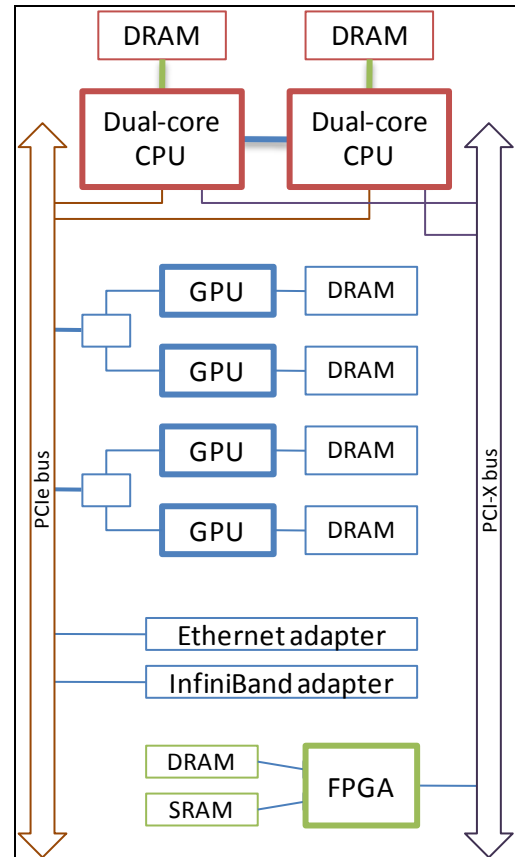 DRAM
DRAM
Dual-core
CPU
Dual-core
CPU
GPU
DRAM
GPU
DRAM
GPU
DRAM
GPU
DRAM
PCIe bus
PCI-X bus
Ethernet adapter
InfiniBand adapter
DRAM
SRAM
FPGA